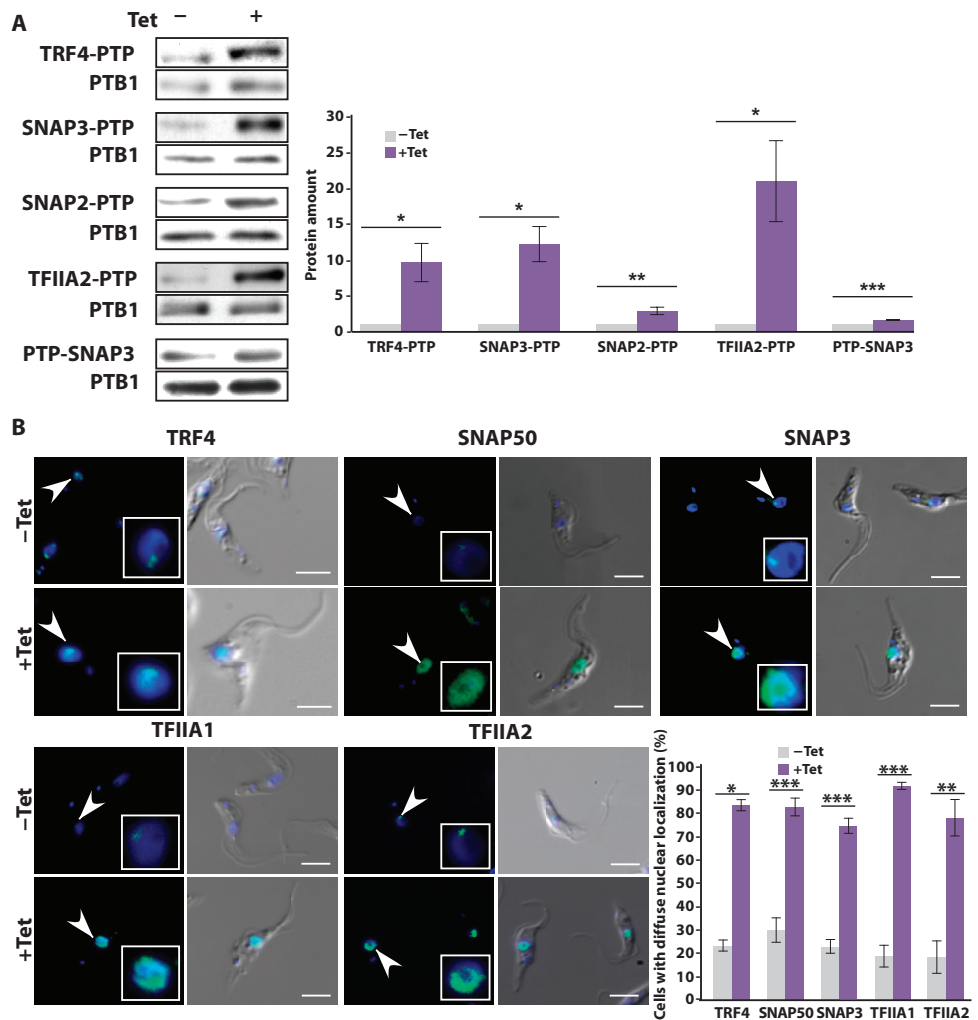 A
Tet − +
TRF4-PTP
PTB1
SNAP3-PTP
PTB1
SNAP2-PTP
PTB1
TFIIA2-PTP
PTB1
PTP-SNAP3
PTB1
Protein amount
30
25
20
15
10
5
0
−Tet
+Tet
* * ** * ***
TRF4-PTP SNAP3-PTP SNAP2-PTP TFIIA2-PTP PTP-SNAP3
B
TRF4 SNAP50 SNAP3
−Tet
+Tet
TFIIA1 TFIIA2
−Tet
+Tet
Cells with diffuse nuclear localization (%)
100
90
80
70
60
50
40
30
20
10
0
−Tet
+Tet
* *** *** *** **
TRF4 SNAP50 SNAP3 TFIIA1 TFIIA2